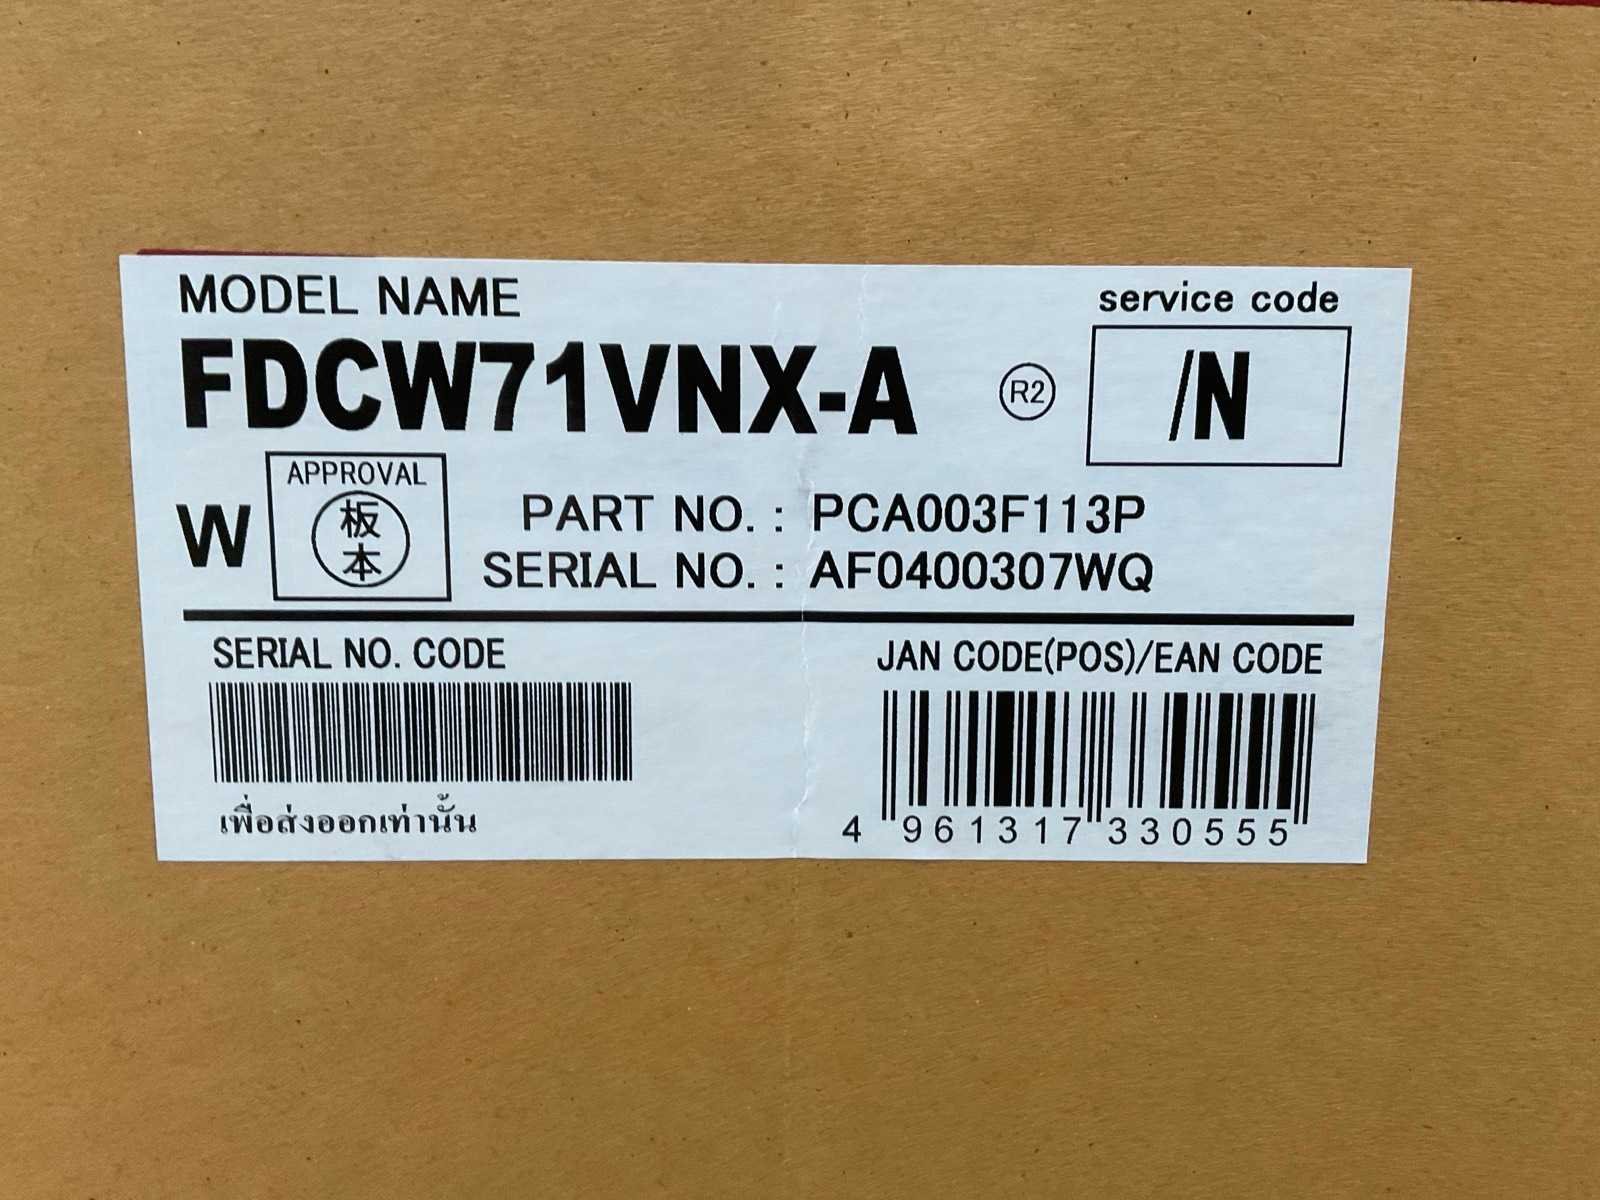 MODEL NAME
service code
FDCW71VNX-A
R2
/N
W
APPROVAL
板
本
PART NO. : PCA003F113P
SERIAL NO. : AF0400307WQ
SERIAL NO. CODE
JAN CODE(POS)/EAN CODE
เพื่อส่งออกเท่านั้น
4 961317 330555